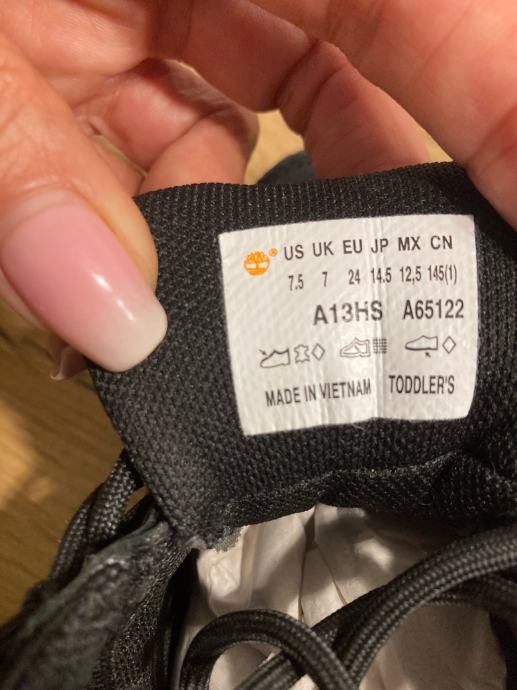 ® US UK EU JP MX CN
7.5 7 24 14.5 12,5 145(1)
A13HS A65122
MADE IN VIETNAM TODDLER'S